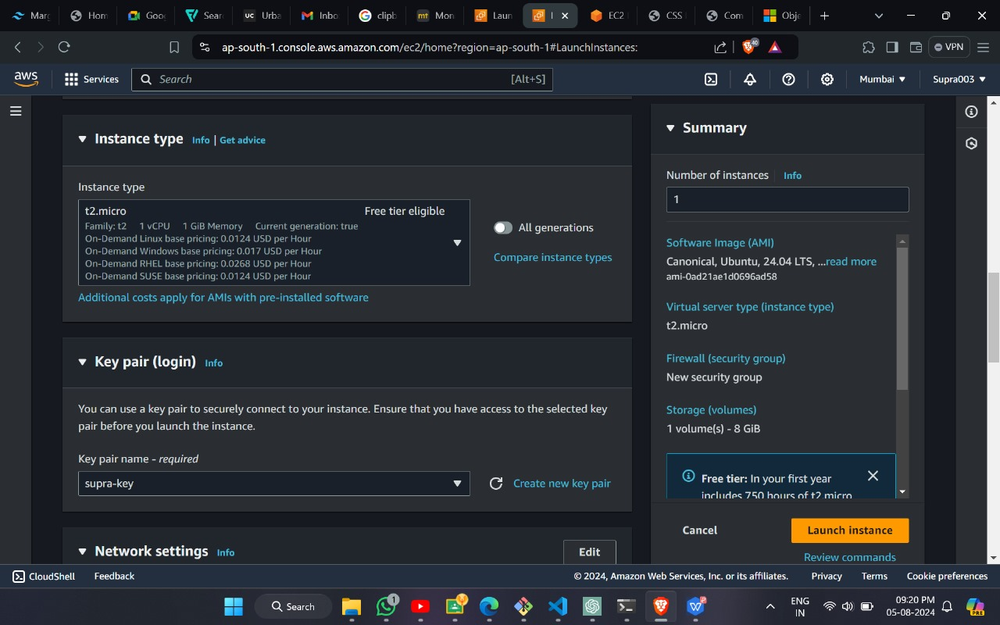 Marg
Hom
Goog
Sear
UC Urba
Inbo
clipb
mt Mon
Laun
I
EC2
CSS
Com
Obje
ap-south-1.console.aws.amazon.com/ec2/home?region=ap-south-1#LaunchInstances:
40
VPN
aws
Services
Search
[Alt+S]
Mumbai
Supra003
Instance type Info | Get advice
Instance type
t2.micro Free tier eligible
Family: t2 1 vCPU 1 GiB Memory Current generation: true
On-Demand Linux base pricing: 0.0124 USD per Hour
On-Demand Windows base pricing: 0.017 USD per Hour
On-Demand RHEL base pricing: 0.0268 USD per Hour
On-Demand SUSE base pricing: 0.0124 USD per Hour
All generations
Compare instance types
Additional costs apply for AMIs with pre-installed software
Key pair (login) Info
You can use a key pair to securely connect to your instance. Ensure that you have access to the selected key
pair before you launch the instance.
Key pair name - required
supra-key
Create new key pair
Network settings Info
Edit
Summary
Number of instances Info
1
Software Image (AMI)
Canonical, Ubuntu, 24.04 LTS, ...read more
ami-0ad21ae1d0696ad58
Virtual server type (instance type)
t2.micro
Firewall (security group)
New security group
Storage (volumes)
1 volume(s) - 8 GiB
Free tier: In your first year
includes 750 hours of t2.micro
Cancel
Launch instance
Review commands
CloudShell
Feedback
© 2024, Amazon Web Services, Inc. or its affiliates.
Privacy
Terms
Cookie preferences
Search
1
ENG
IN
09:20 PM
05-08-2024
PRE